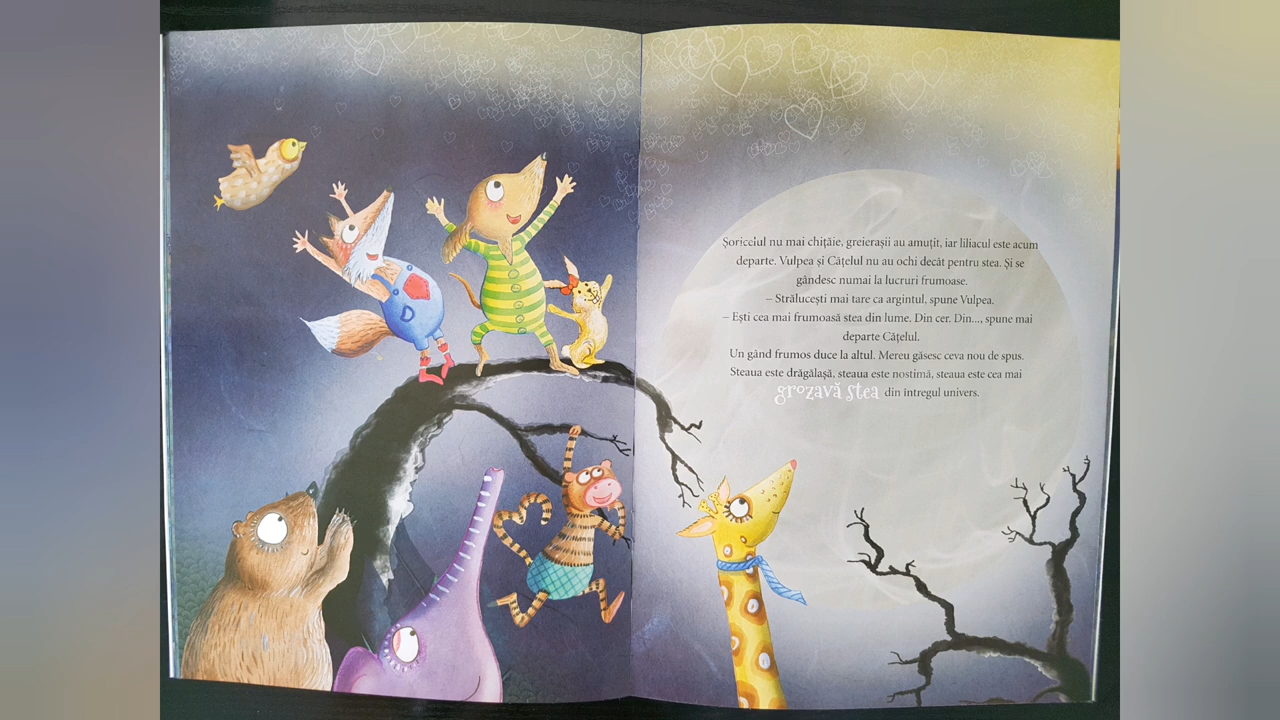 Șoriceiul nu mai chițăie, greierașii au amuțit, iar liliacul este acum
departe. Vulpea și Cățelul nu au ochi decât pentru stea. Și se
gândesc numai la lucruri frumoase.
– Strălucești mai tare ca argintul, spune Vulpea.
– Ești cea mai frumoasă stea din lume. Din cer. Din..., spune mai
departe Cățelul.
Un gând frumos duce la altul. Mereu găsesc ceva nou de spus.
Steaua este drăgălașă, steaua este nostimă, steaua este cea mai
grozavă stea din întregul univers.